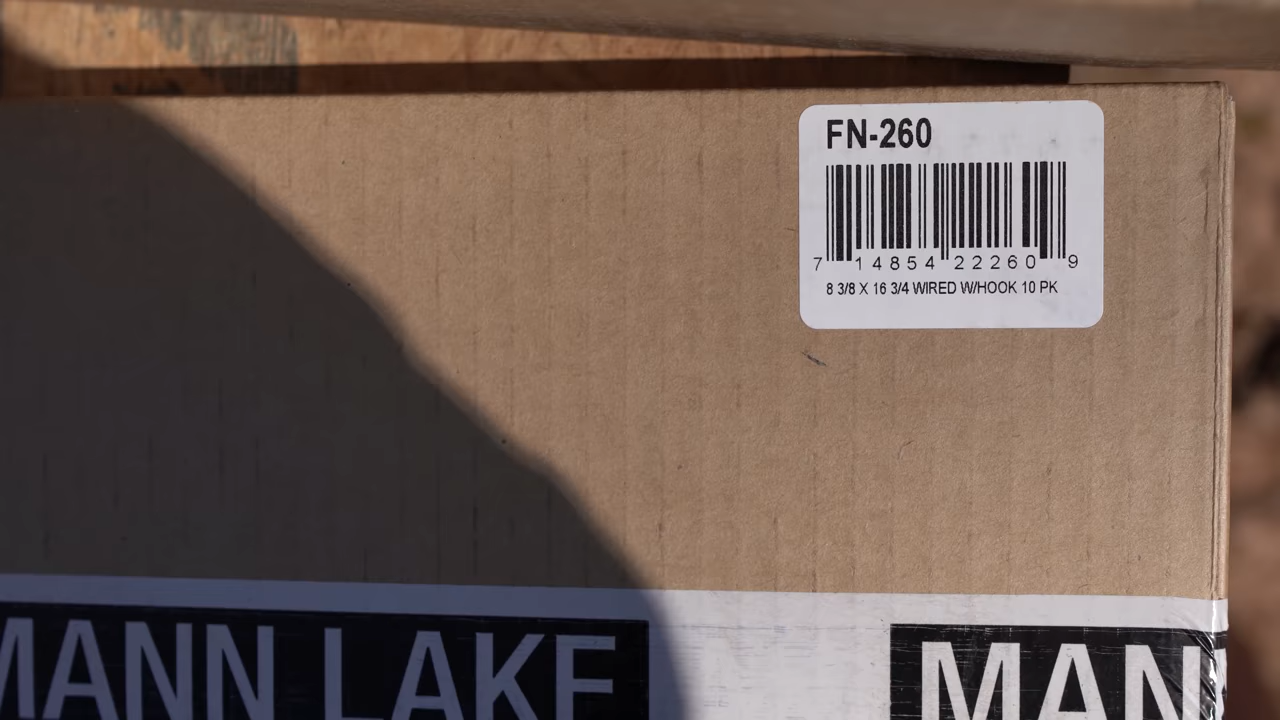 FN-260
7 14854 22260 9
8 3/8 X 16 3/4 WIRED W/HOOK 10 PK
MANN LAKE
MAN